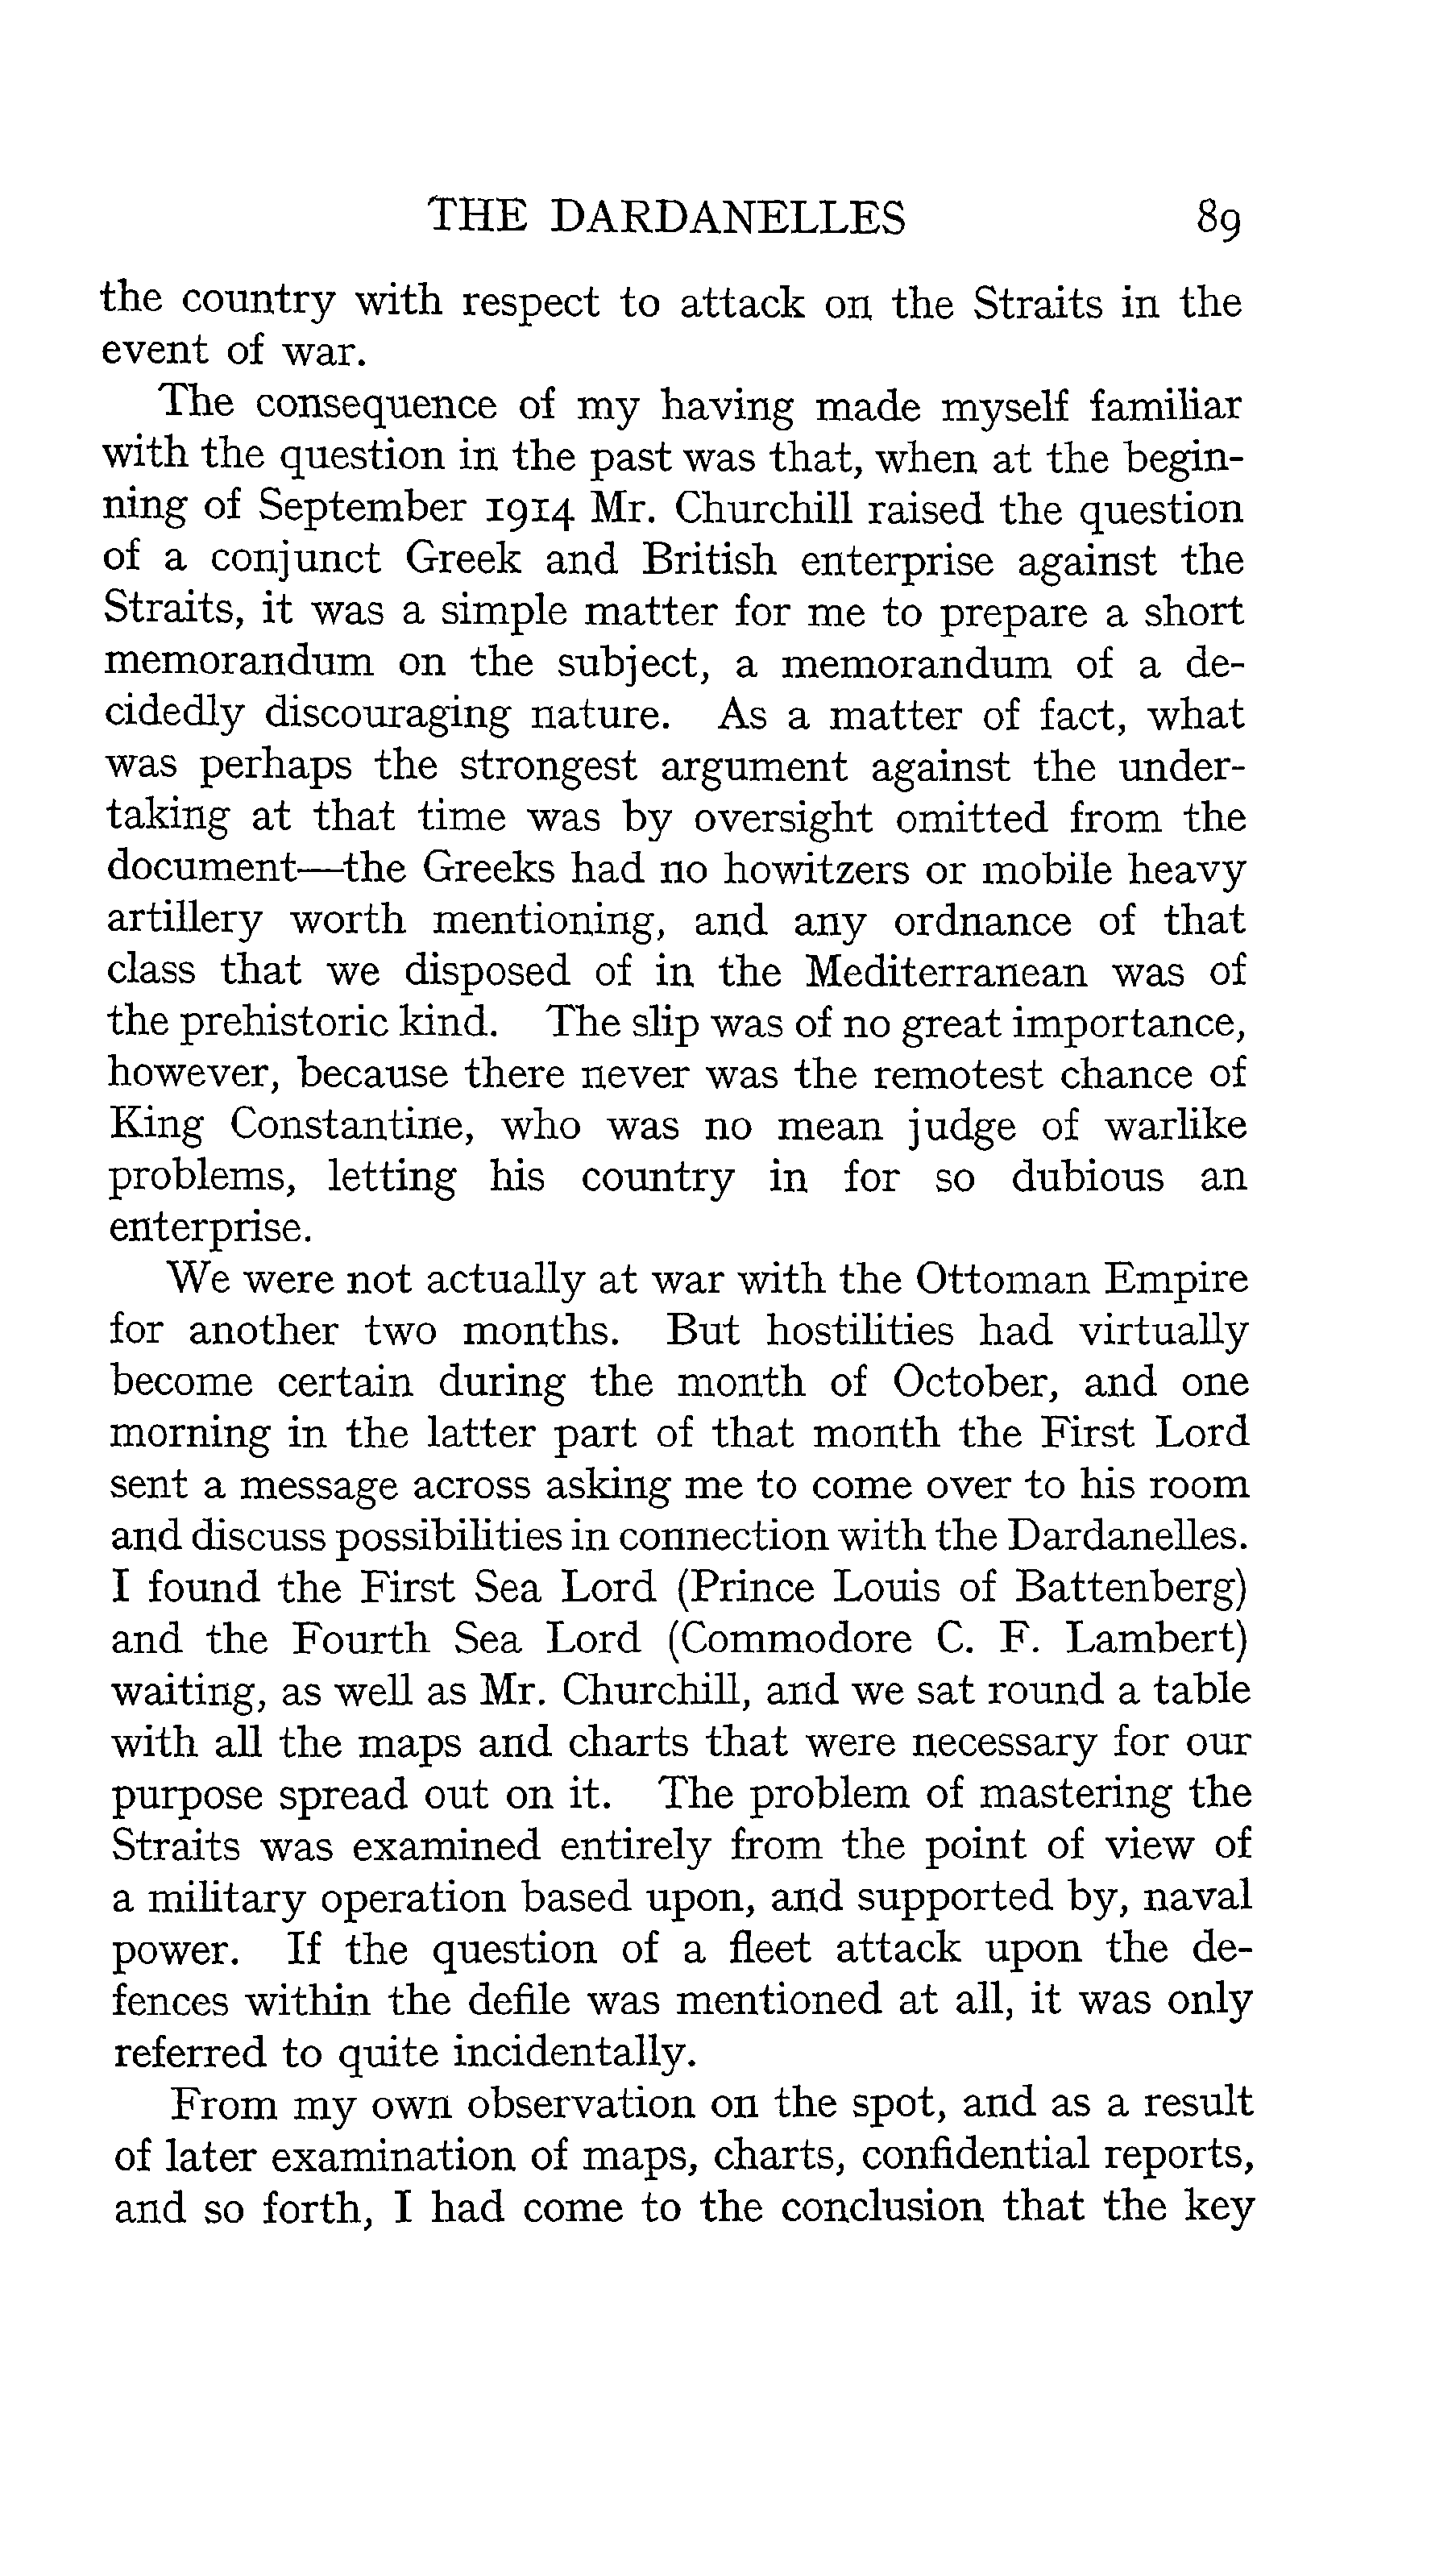 THE DARDANELLES 89
the country with respect to attack on the Straits in the
event of war.
The consequence of my having made myself familiar
with the question in the past was that, when at the begin-
ning of September 1914 Mr. Churchill raised the question
of a conjunct Greek and British enterprise against the
Straits, it was a simple matter for me to prepare a short
memorandum on the subject, a memorandum of a de-
cidedly discouraging nature. As a matter of fact, what
was perhaps the strongest argument against the under-
taking at that time was by oversight omitted from the
document—the Greeks had no howitzers or mobile heavy
artillery worth mentioning, and any ordnance of that
class that we disposed of in the Mediterranean was of
the prehistoric kind. The slip was of no great importance,
however, because there never was the remotest chance of
King Constantine, who was no mean judge of warlike
problems, letting his country in for so dubious an
enterprise.
We were not actually at war with the Ottoman Empire
for another two months. But hostilities had virtually
become certain during the month of October, and one
morning in the latter part of that month the First Lord
sent a message across asking me to come over to his room
and discuss possibilities in connection with the Dardanelles.
I found the First Sea Lord (Prince Louis of Battenberg)
and the Fourth Sea Lord (Commodore C. F. Lambert)
waiting, as well as Mr. Churchill, and we sat round a table
with all the maps and charts that were necessary for our
purpose spread out on it. The problem of mastering the
Straits was examined entirely from the point of view of
a military operation based upon, and supported by, naval
power. If the question of a fleet attack upon the de-
fences within the defile was mentioned at all, it was only
referred to quite incidentally.
From my own observation on the spot, and as a result
of later examination of maps, charts, confidential reports,
and so forth, I had come to the conclusion that the key